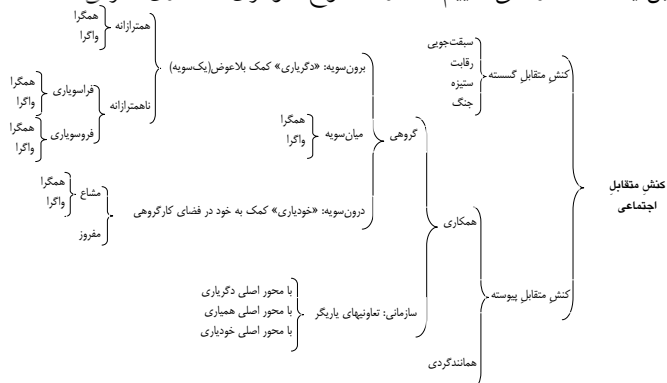 کنشِ متقابلِ
اجتماعی
کنشِ متقابلِ گسسته
سبقت‌جویی
رقابت
ستیزه
جنگ
کنشِ متقابلِ پیوسته
همکاری
گروهی
برون‌سویه: «دگریاری» کمک بلاعوض(یک‌سویه)
همترازانه
همگرا
واگرا
ناهمترازانه
فراسویاری
همگرا
واگرا
فروسویاری
همگرا
واگرا
میان‌سویه
همگرا
واگرا
درون‌سویه: «خودیاری» کمک به خود در فضای کارگروهی
مشاع
همگرا
واگرا
مفروز
سازمانی: تعاونیهای یاریگر
با محور اصلی دگریاری
با محور اصلی همیاری
با محور اصلی خودیاری
همانندگردی